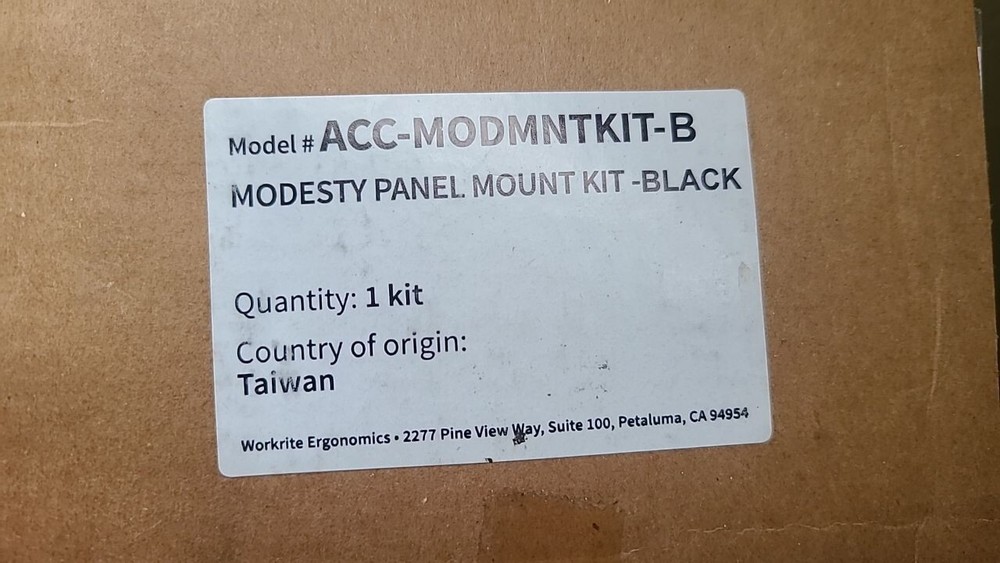 Model # ACC-MODMNTKIT-B
MODESTY PANEL MOUNT KIT -BLACK
Quantity: 1 kit
Country of origin:
Taiwan
Workrite Ergonomics • 2277 Pine View Way, Suite 100, Petaluma, CA 94954